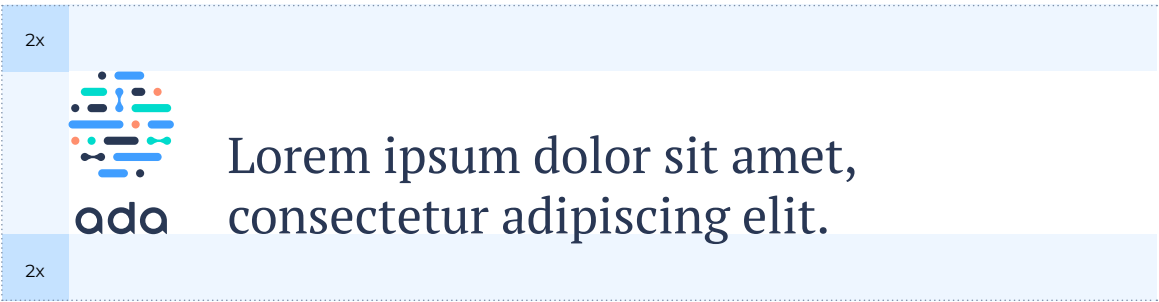 2x
ada
Lorem ipsum dolor sit amet,
consectetur adipiscing elit.
2x